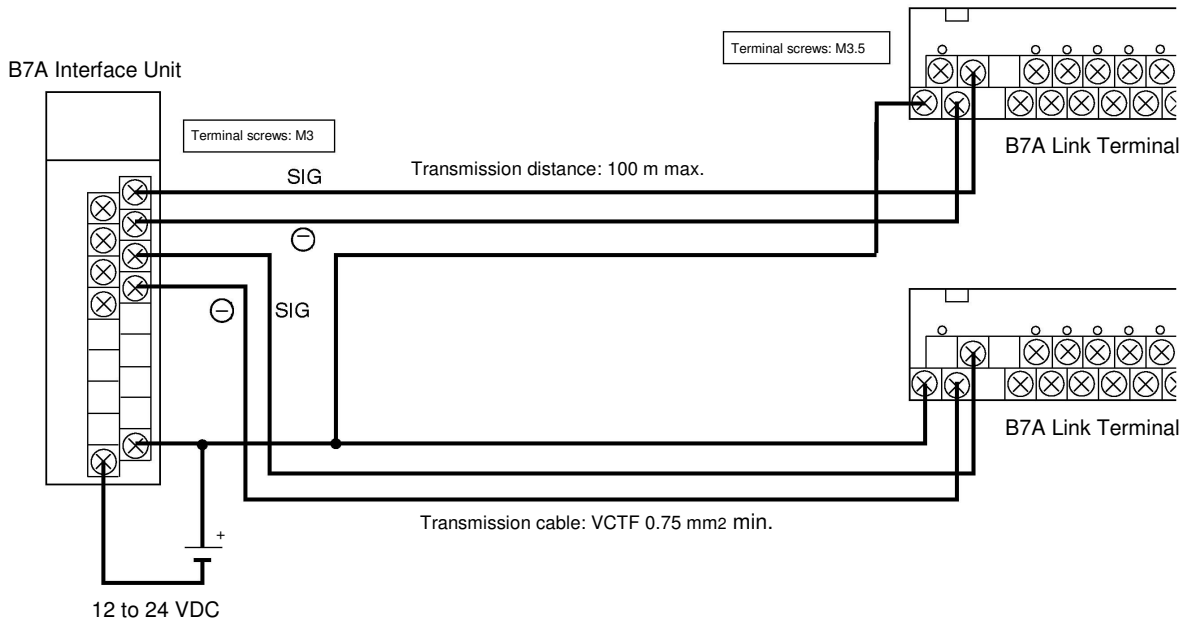 Terminal screws: M3.5
B7A Interface Unit
Terminal screws: M3
B7A Link Terminal
Transmission distance: 100 m max.
SIG
SIG
B7A Link Terminal
Transmission cable: VCTF 0.75 mm2 min.
+
12 to 24 VDC